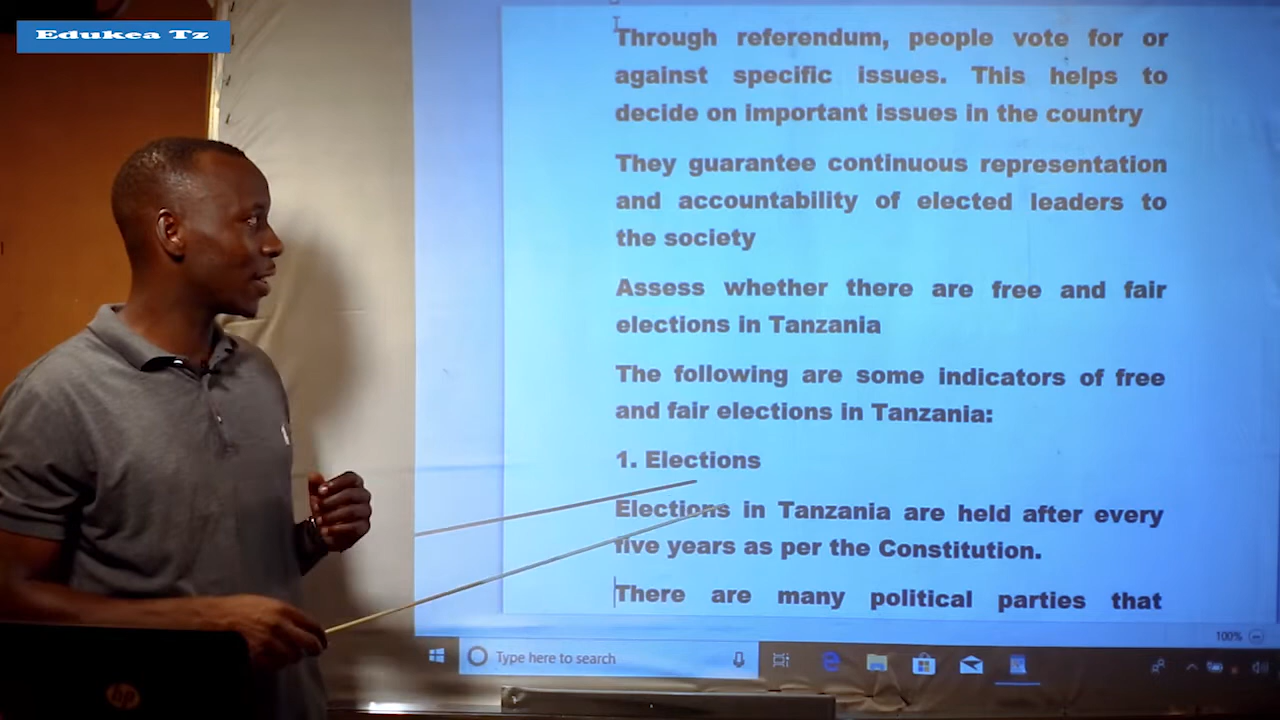 Edukea Tz
Through referendum, people vote for or
against specific issues. This helps to
decide on important issues in the country
They guarantee continuous representation
and accountability of elected leaders to
the society
Assess whether there are free and fair
elections in Tanzania
The following are some indicators of free
and fair elections in Tanzania:
1. Elections
Elections in Tanzania are held after every
five years as per the Constitution.
There are many political parties that
100%
Type here to search
hp